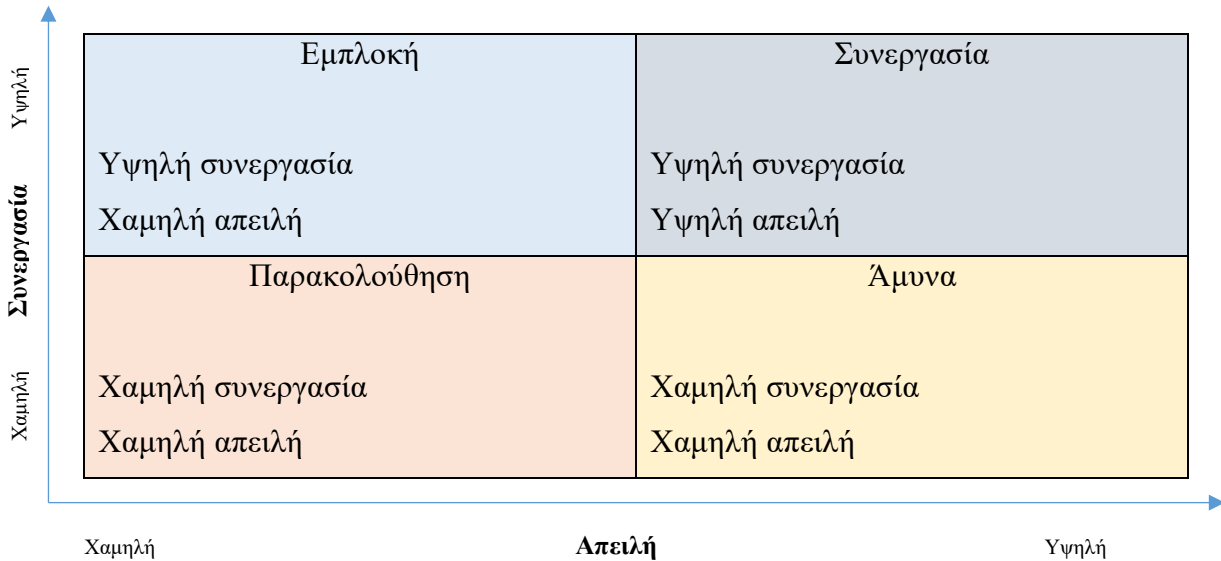 Εμπλοκή
Υψηλή συνεργασία
Χαμηλή απειλή
Συνεργασία
Υψηλή συνεργασία
Υψηλή απειλή
Παρακολούθηση
Χαμηλή συνεργασία
Χαμηλή απειλή
Άμυνα
Χαμηλή συνεργασία
Χαμηλή απειλή
Υψηλή
Συνεργασία
Χαμηλή
Χαμηλή
Απειλή
Υψηλή